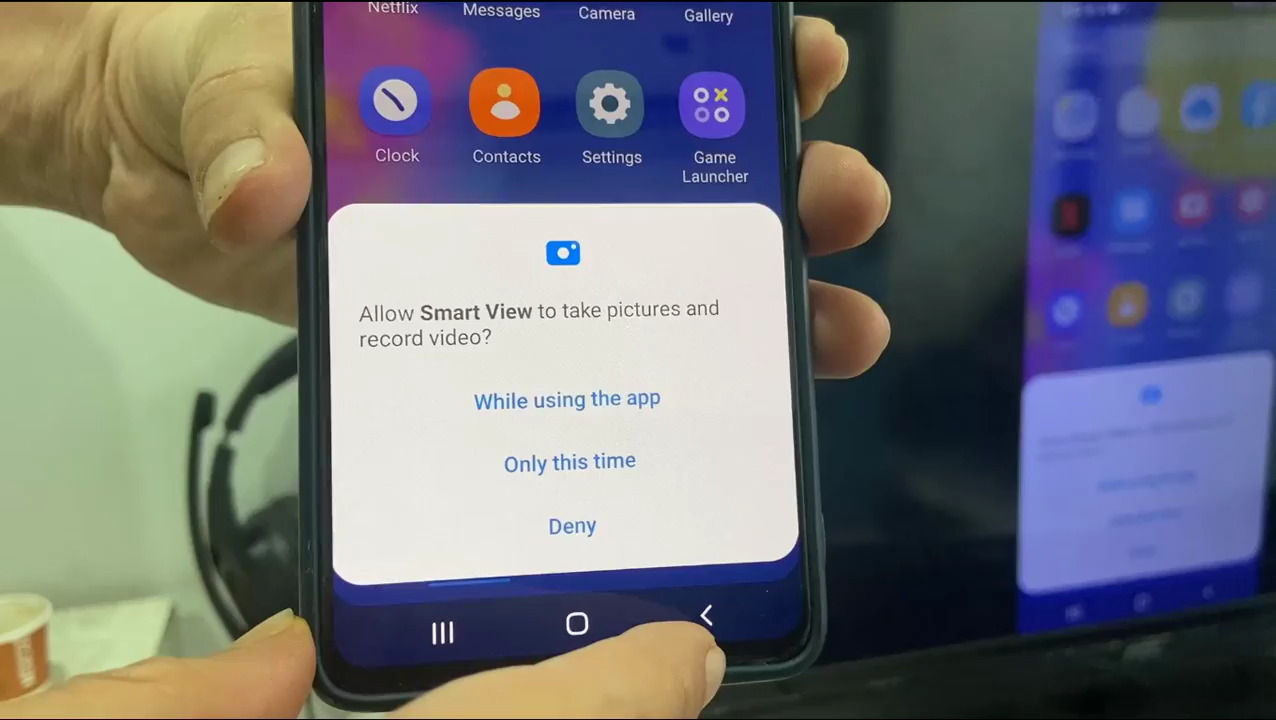 Netflix Messages Camera Gallery
Clock Contacts Settings Game
Launcher
Allow Smart View to take pictures and
record video?
While using the app
Only this time
Deny